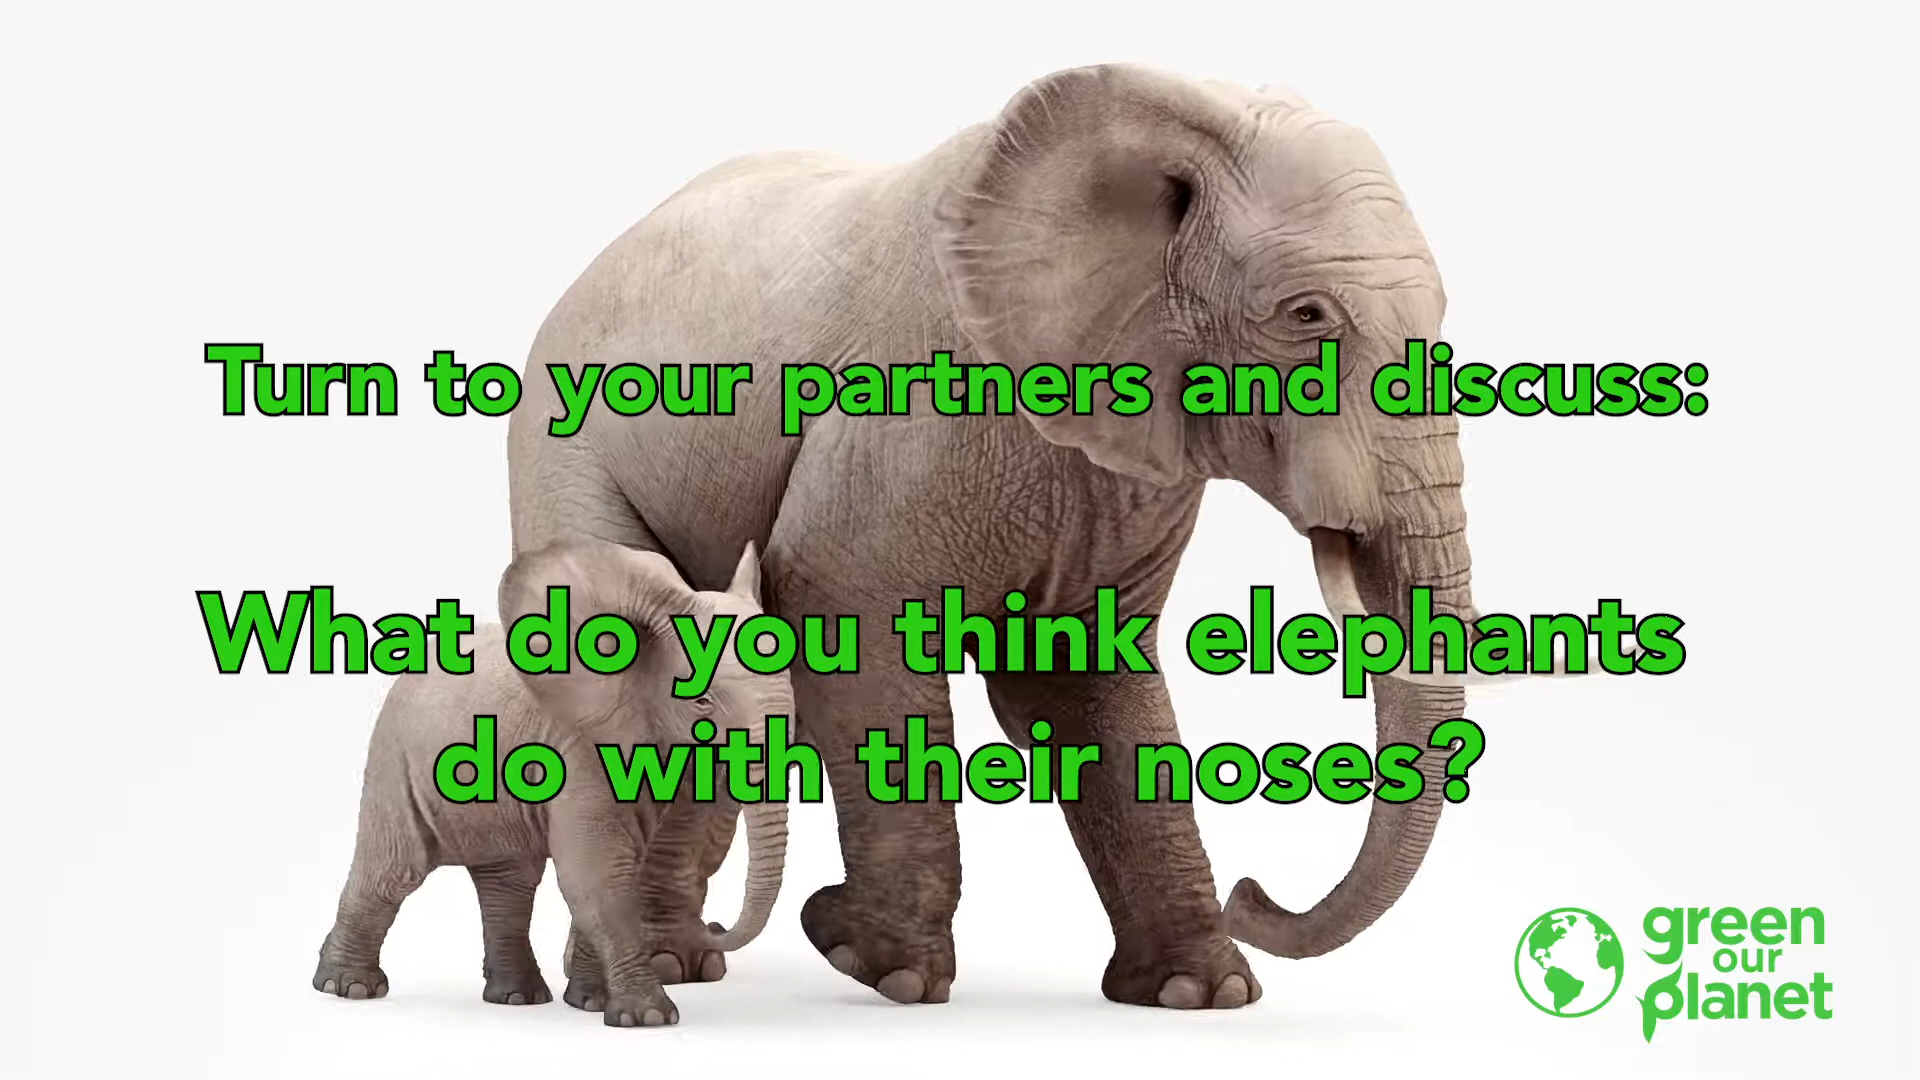 Turn to your partners and discuss:
What do you think elephants
do with their noses?
green
our
planet